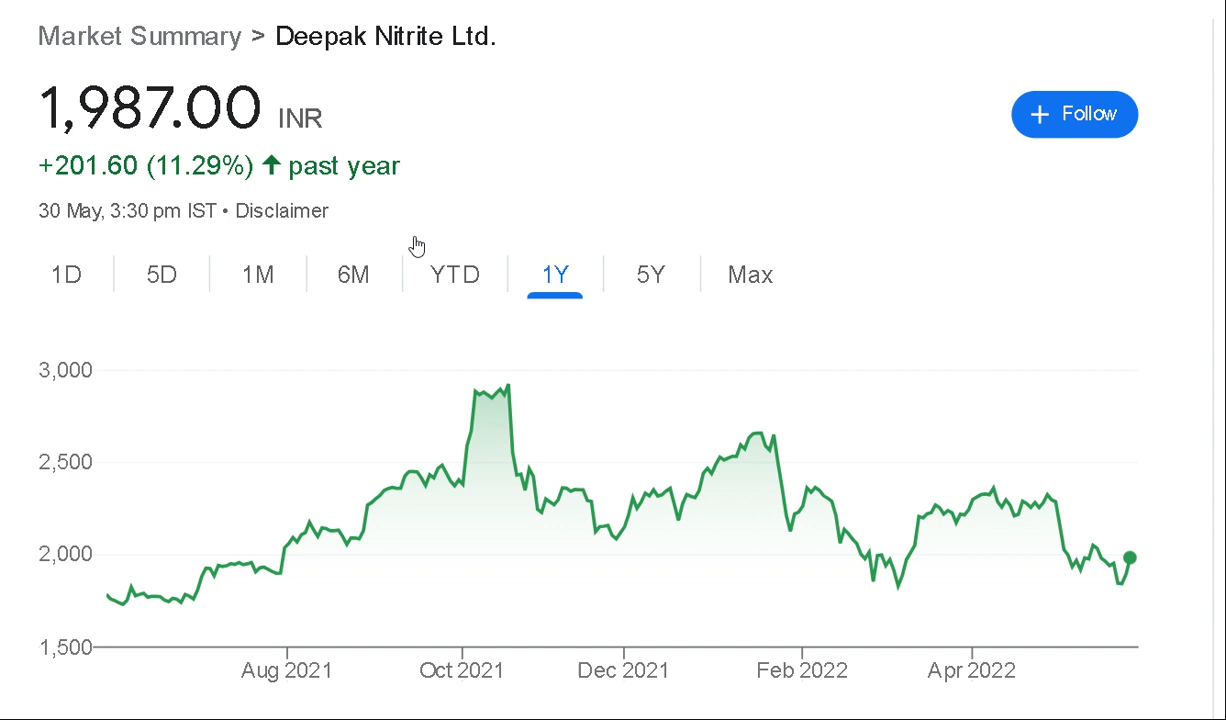 Market Summary > Deepak Nitrite Ltd.
1,987.00 INR
+ Follow
+201.60 (11.29%) ↑ past year
30 May, 3:30 pm IST • Disclaimer
1D 5D 1M 6M YTD 1Y 5Y Max
3,000
2,500
2,000
1,500
Aug 2021 Oct 2021 Dec 2021 Feb 2022 Apr 2022